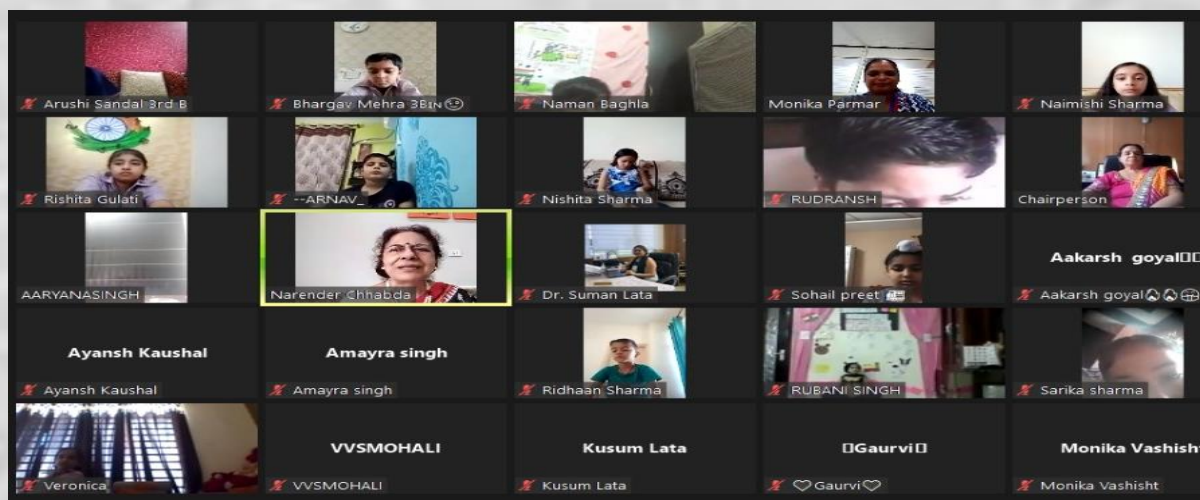 Arushi Sandal 3rd B
Bhargav Mehra 3BIN😘
Naman Baghla
Monika Parmar
Naimishi Sharma
Rishita Gulati
--ARNAV_
Nishita Sharma
RUDRANSH
Chairperson
AARYANASINGH
Narender Chhabda
Dr. Suman Lata
Sohail preet
Aakarsh goyal
Aakarsh goyal
Ayansh Kaushal
Ayansh Kaushal
Amayra singh
Amayra singh
Ridhaan Sharma
RUBANI SINGH
Sarika sharma
Veronica
VVSMOHALI
VVSMOHALI
Kusum Lata
Kusum Lata
Gaurvi
♡Gaurvi♡
Monika Vashisht
Monika Vashisht